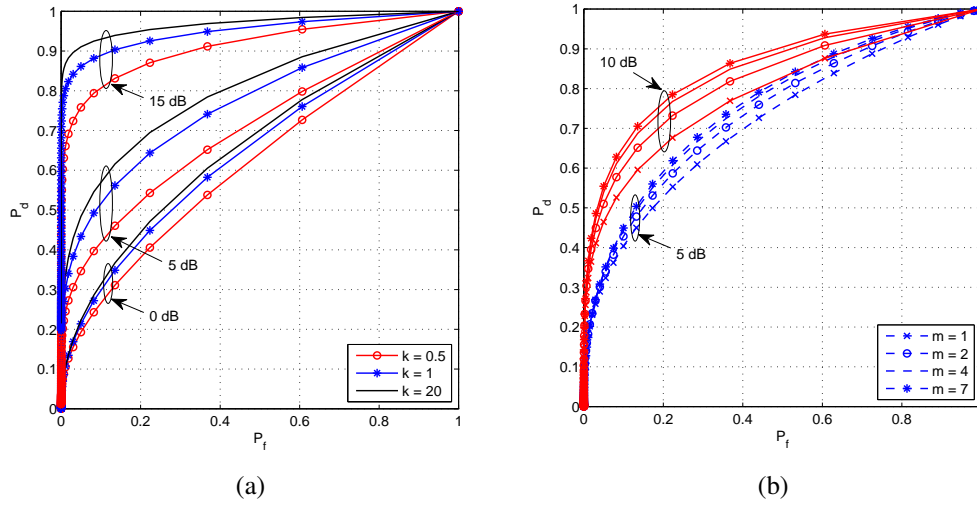 1
0.9
0.8
0.7
0.6
0.5
0.4
0.3
0.2
0.1
0
P_d
0 0.2 0.4 0.6 0.8 1
P_f
15 dB
5 dB
0 dB
k = 0.5
k = 1
k = 20
(a)
1
0.9
0.8
0.7
0.6
0.5
0.4
0.3
0.2
0.1
0
P_d
0 0.2 0.4 0.6 0.8
P_f
10 dB
5 dB
m = 1
m = 2
m = 4
m = 7
(b)